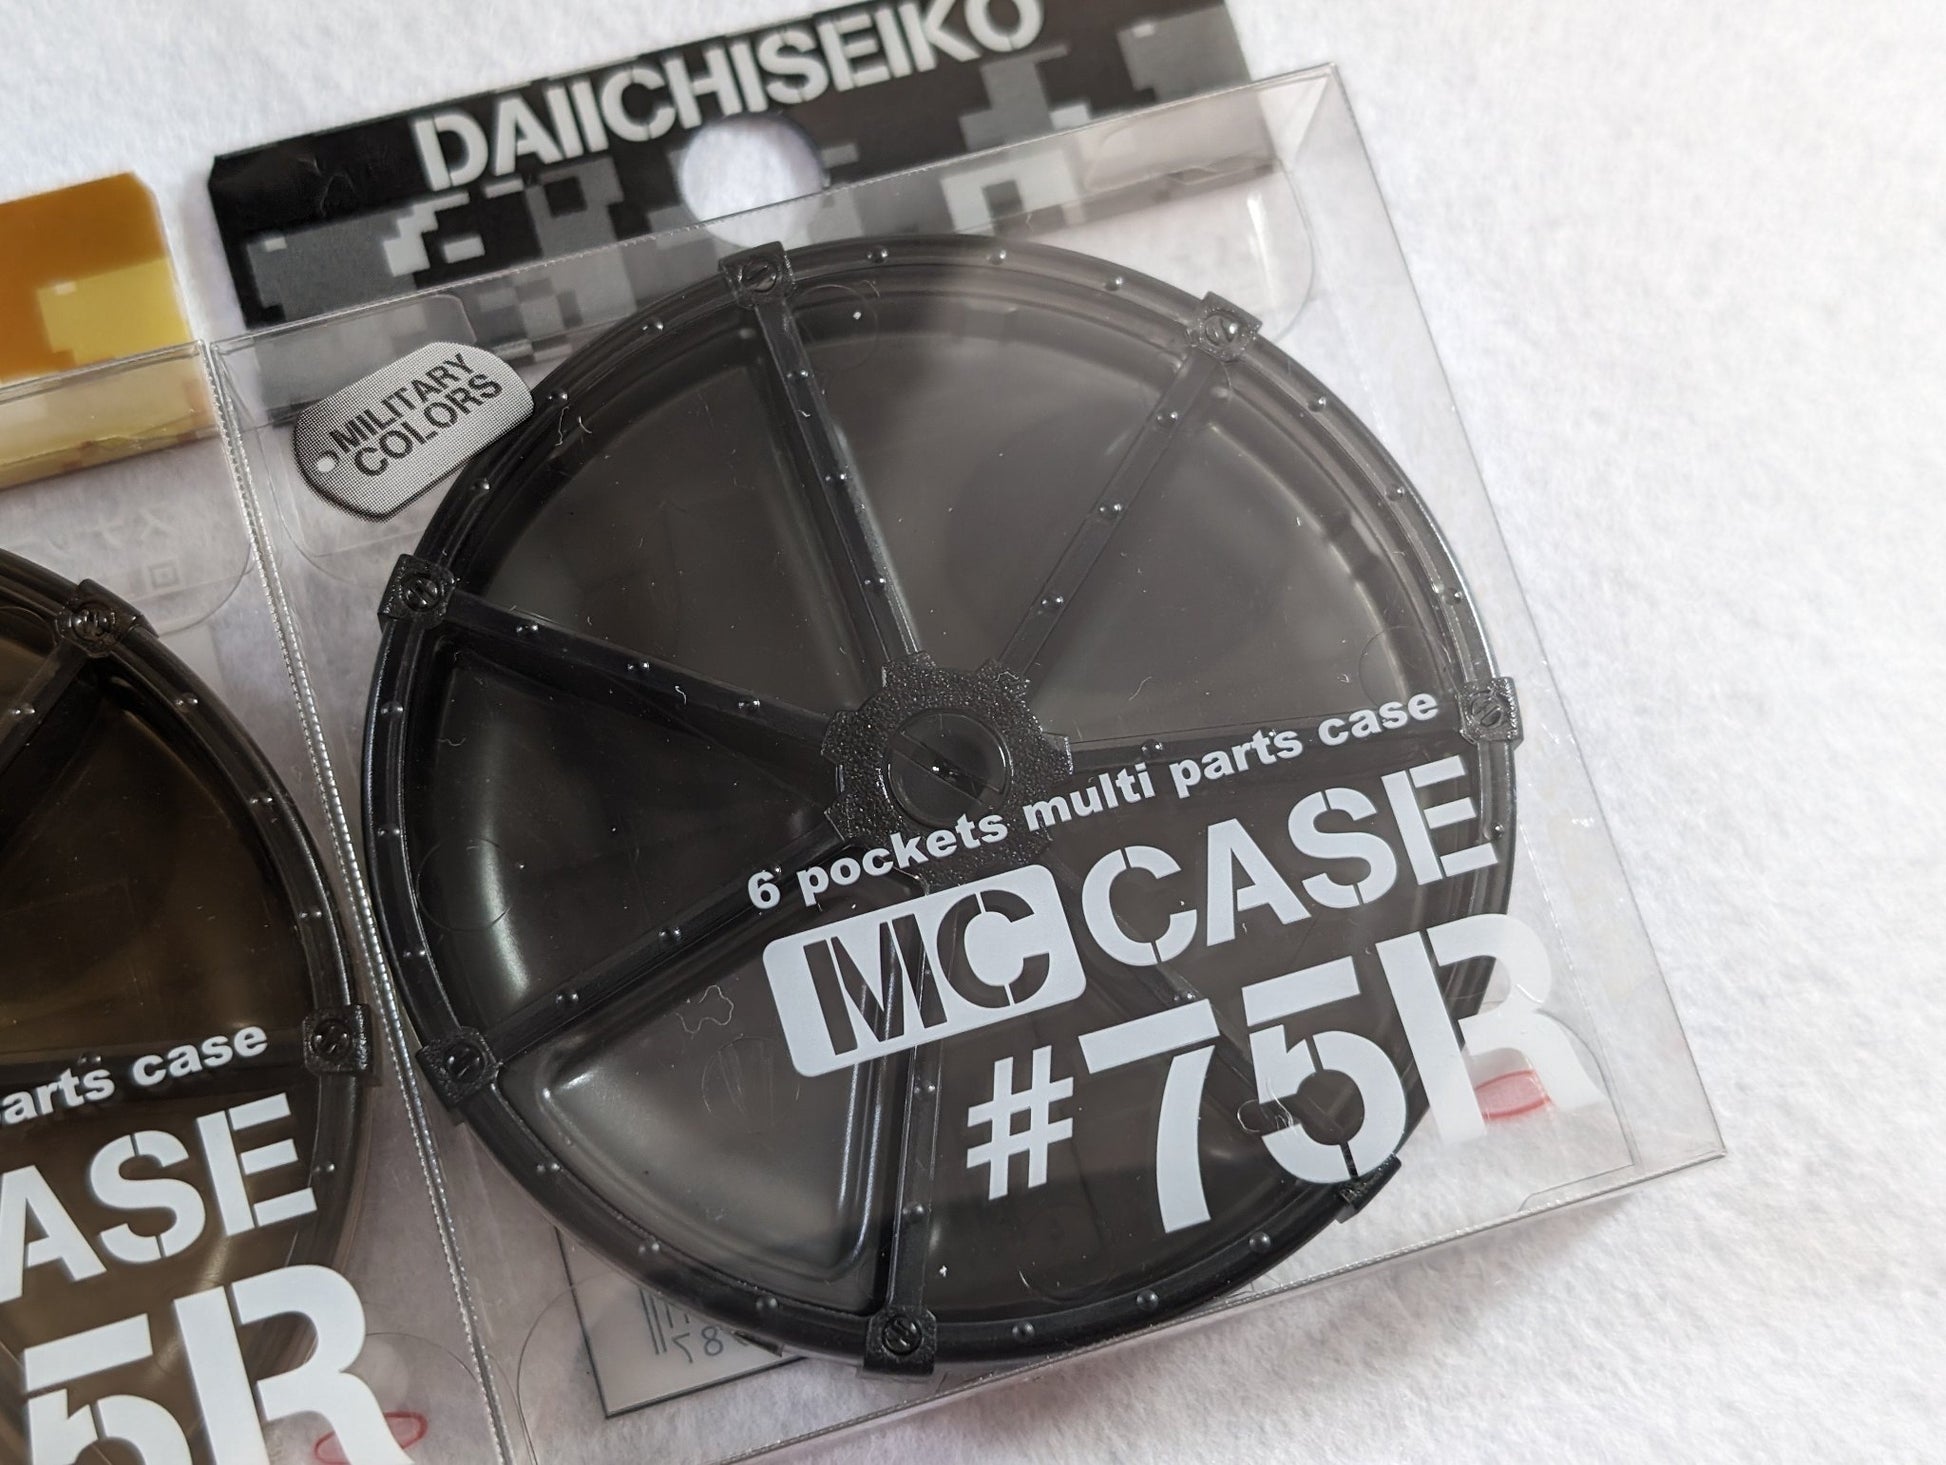 DAIICHISEIKO
MILITARY
COLORS
6 pockets multi parts case
MC CASE
#75R
arts case
ASE
5R